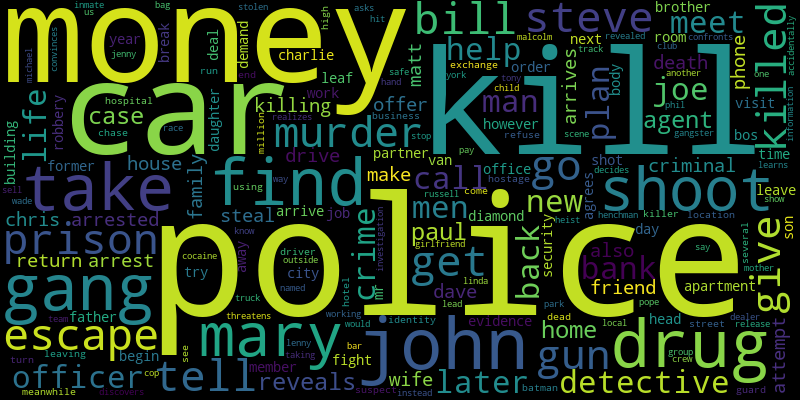 money
car
kill
police
bill
steve
meet
brother
us
bag
stolen
asks
hit
michael
convinces
inmate
break
jenny
year
deal
run
demand
end
high
charlie
help
matt
leaf
work
phone
room
next
arrives
order
exchange
york
tony
child
malcolm
revealed
confronts
track
club
another
accidentally
killed
death
body
plan
joe
agent
man
however
refuse
scene
phil
gangster
one
information
visit
bos
building
life
robbery
hospital
case
chase
daughter
killing
million
realizes
offer
business
safe
hand
stop
pay
murder
race
drive
partner
van
office
hostage
come
russell
go
shot
decides
criminal
time
learns
leave
show
sell
wade
former
take
house
family
using
way
find
make
call
new
agrees
henchman
killer
location
shoot
mother
several
son
give
chris
arrested
steal
arrive
job
men
paul
girlfriend
diamond
back
security
heist
day
also
bank
say
prison
return
arrest
cocaine
try
away
know
city
driver
outside
named
crime
mr
investigation
get
dave
linda
lead
friend
apartment
gang
father
truck
hotel
working
would
identity
evidence
park
pope
dead
home
local
head
street
dealer
release
attempt
escape
team
begin
see
mary
threatens
lenny
taking
bar
fight
john
gun
drug
group
crew
guard
turn
leaving
meanwhile
discovers
officer
cop
tell
reveals
member
suspect
wife
instead
later
batman
detective